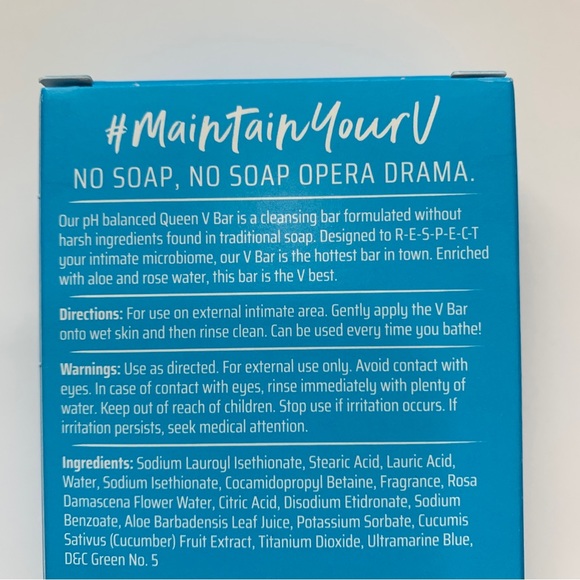 #MaintainYourV
NO SOAP, NO SOAP OPERA DRAMA.
Our pH balanced Queen V Bar is a cleansing bar formulated without
harsh ingredients found in traditional soap. Designed to R-E-S-P-E-C-T
your intimate microbiome, our V Bar is the hottest bar in town. Enriched
with aloe and rose water, this bar is the V best.
Directions: For use on external intimate area. Gently apply the V Bar
onto wet skin and then rinse clean. Can be used every time you bathe!
Warnings: Use as directed. For external use only. Avoid contact with
eyes. In case of contact with eyes, rinse immediately with plenty of
water. Keep out of reach of children. Stop use if irritation occurs. If
irritation persists, seek medical attention.
Ingredients: Sodium Lauroyl Isethionate, Stearic Acid, Lauric Acid,
Water, Sodium Isethionate, Cocamidopropyl Betaine, Fragrance, Rosa
Damascena Flower Water, Citric Acid, Disodium Etidronate, Sodium
Benzoate, Aloe Barbadensis Leaf Juice, Potassium Sorbate, Cucumis
Sativus (Cucumber) Fruit Extract, Titanium Dioxide, Ultramarine Blue,
D&C Green No. 5